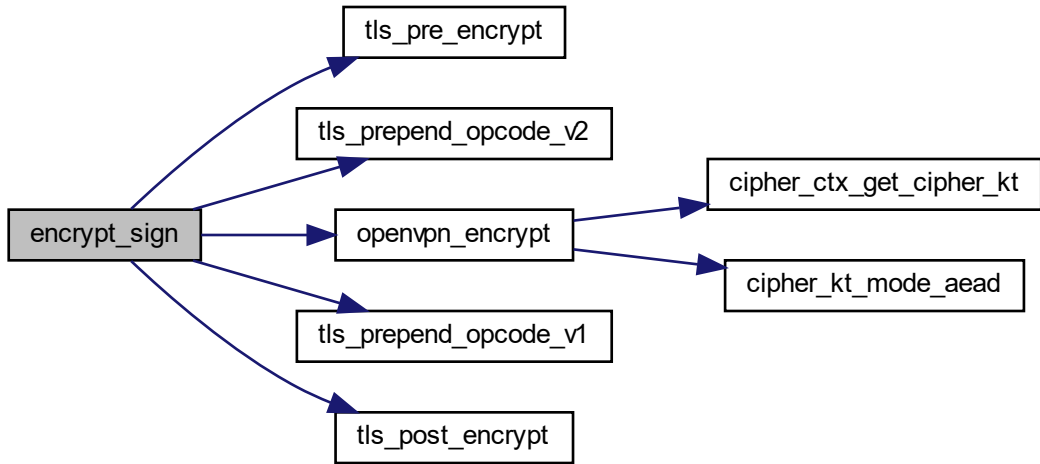 tls_pre_encrypt
tls_prepend_opcode_v2
cipher_ctx_get_cipher_kt
encrypt_sign
openvpn_encrypt
cipher_kt_mode_aead
tls_prepend_opcode_v1
tls_post_encrypt